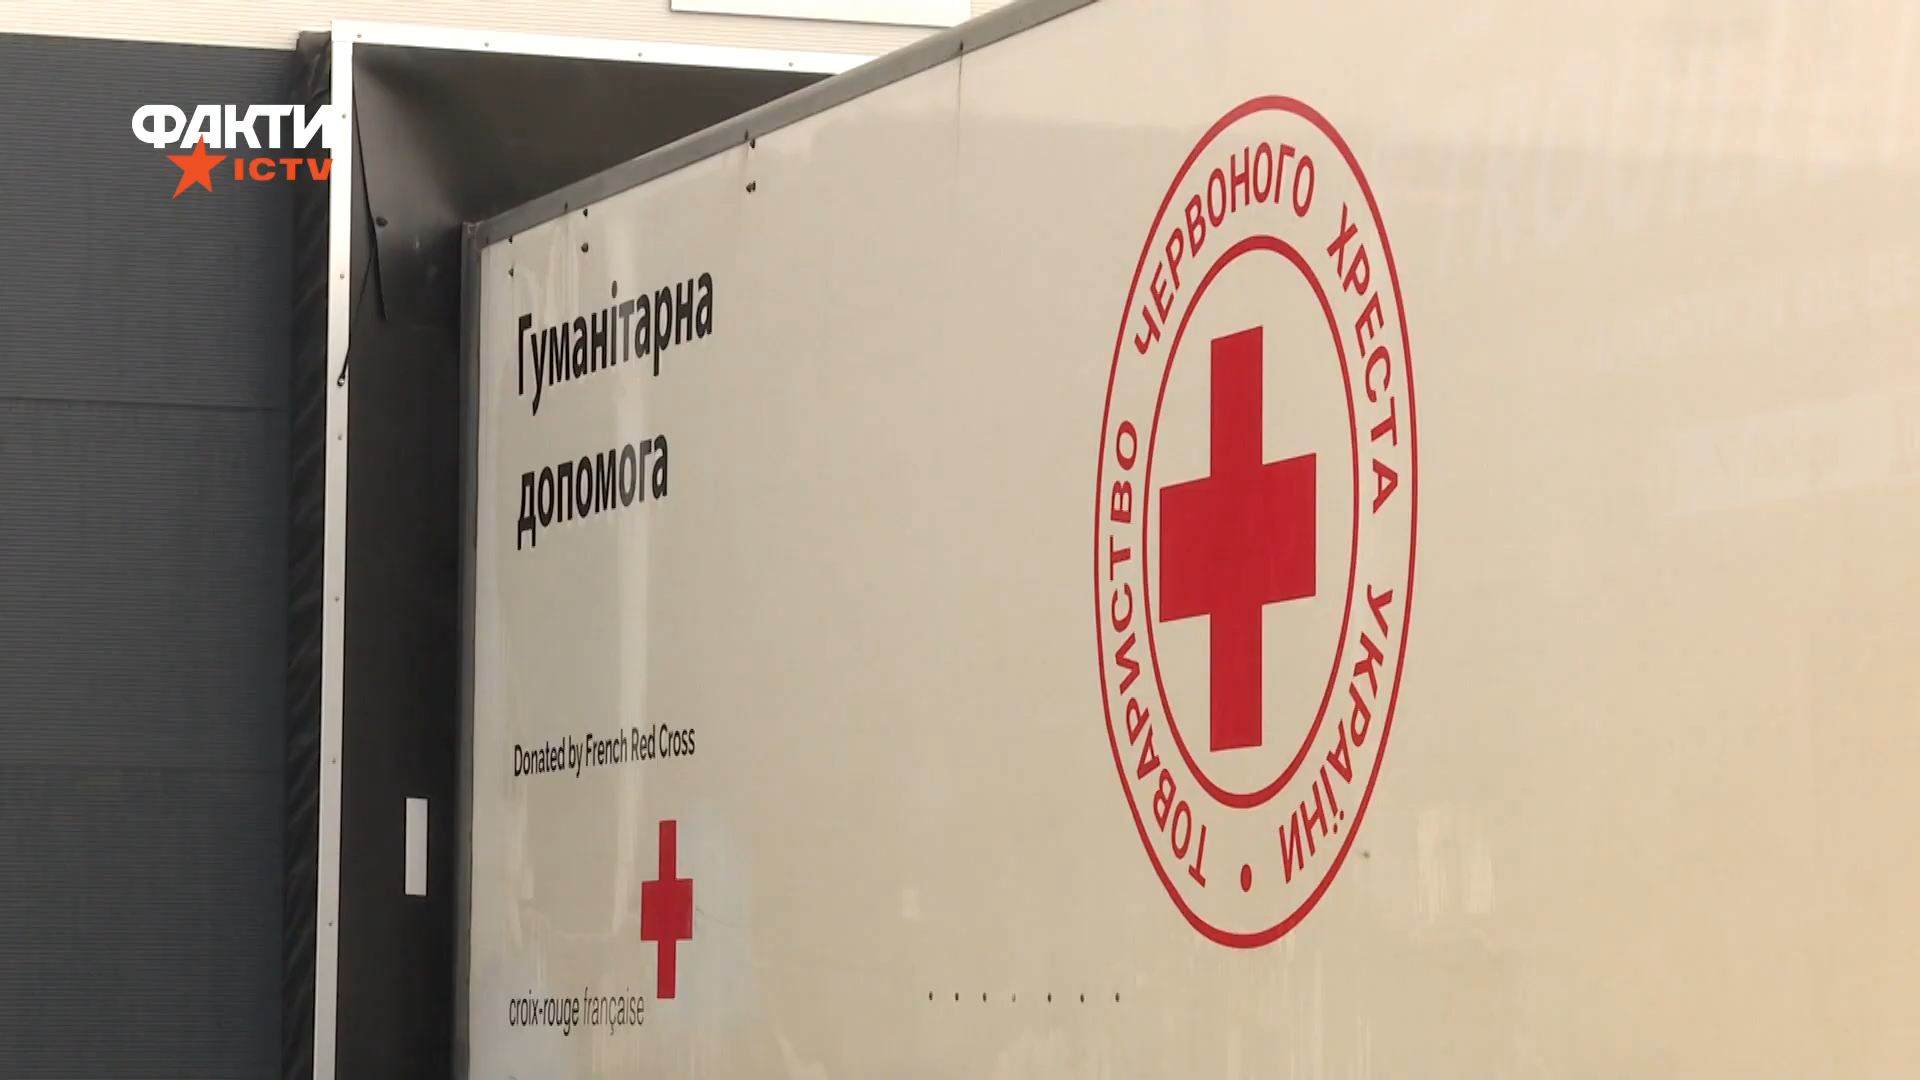 ФАКТИ
ICTV
Гуманітарна
допомога
Donated by French Red Cross
croix-rouge française
ТОВАРИСТВО ЧЕРВОНОГО ХРЕСТА УКРАЇНИ •